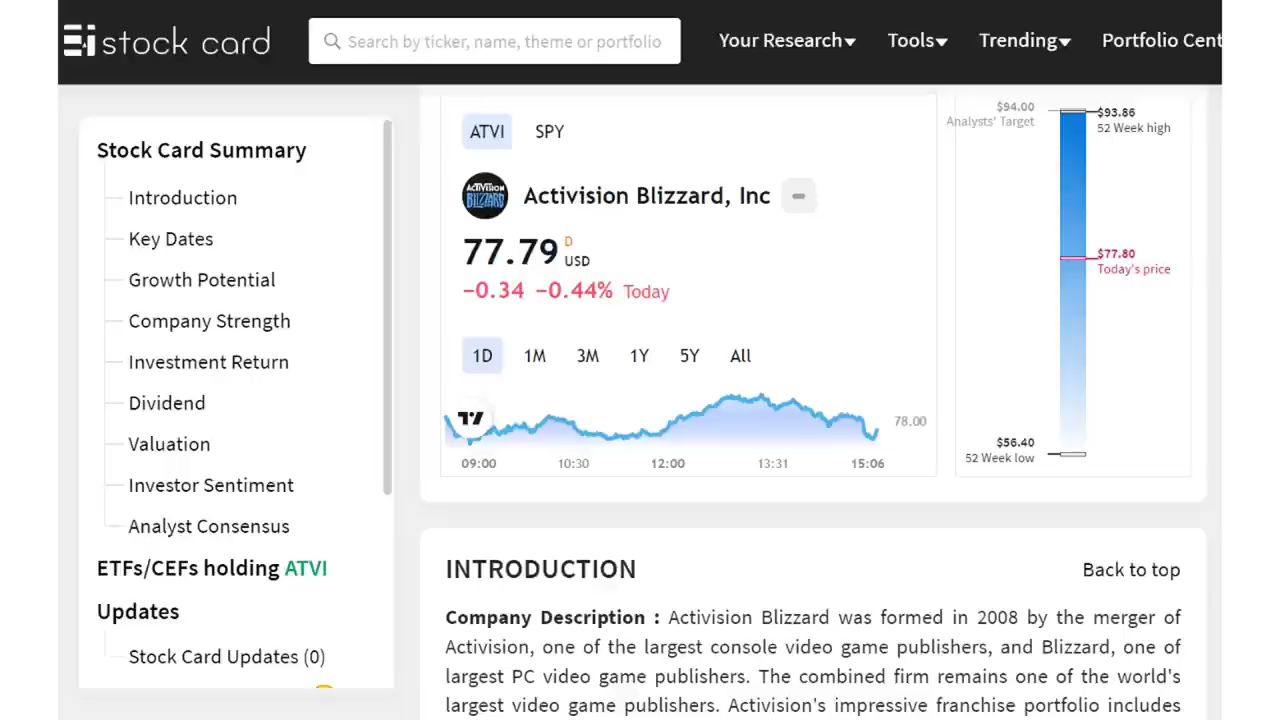 stock card
Search by ticker, name, theme or portfolio
Your Research
Tools
Trending
Portfolio Cent
Stock Card Summary
Introduction
Key Dates
Growth Potential
Company Strength
Investment Return
Dividend
Valuation
Investor Sentiment
Analyst Consensus
ETFs/CEFs holding ATVI
Updates
Stock Card Updates (0)
ATVI
SPY
ACTIVISION
BLIZZARD
Activision Blizzard, Inc
77.79 D
USD
−0.34 −0.44% Today
1D 1M 3M 1Y 5Y All
78.00
09:00 10:30 12:00 13:31 15:06
$94.00
Analysts' Target
$93.86
52 Week high
$77.80
Today's price
$56.40
52 Week low
INTRODUCTION
Back to top
Company Description : Activision Blizzard was formed in 2008 by the merger of
Activision, one of the largest console video game publishers, and Blizzard, one of
largest PC video game publishers. The combined firm remains one of the world's
largest video game publishers. Activision's impressive franchise portfolio includes